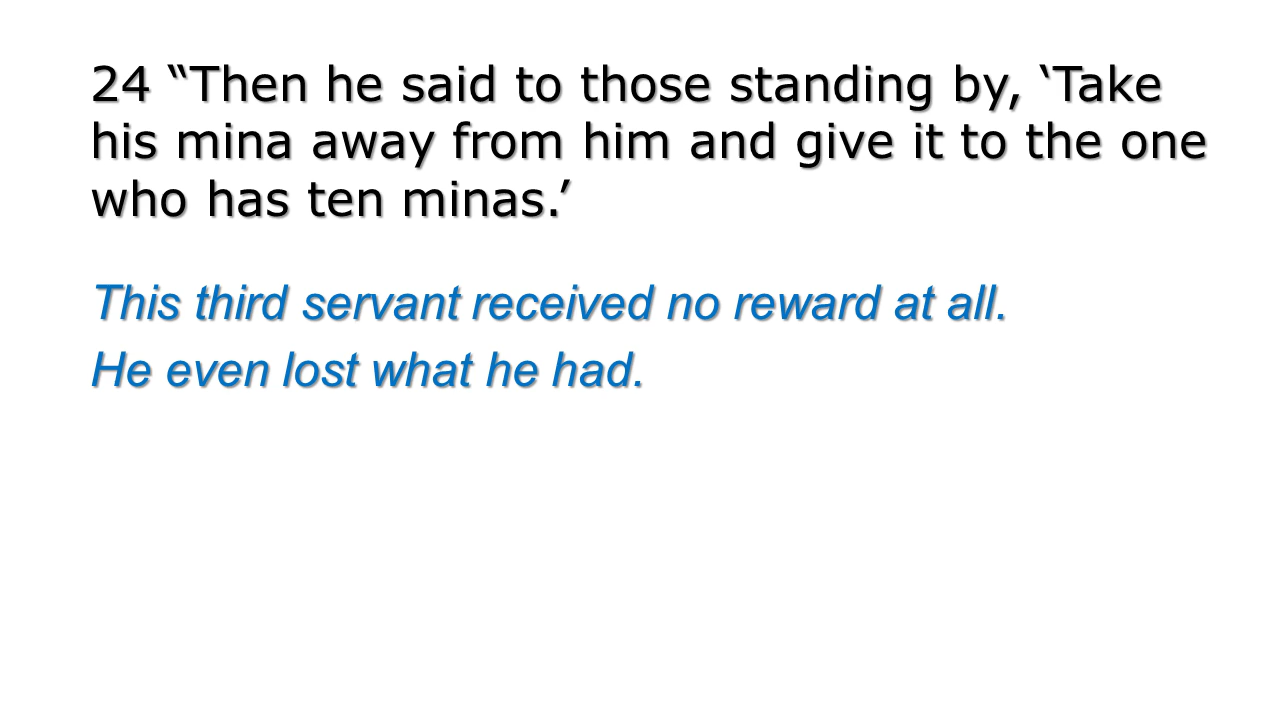 24 “Then he said to those standing by, ‘Take
his mina away from him and give it to the one
who has ten minas.’
This third servant received no reward at all.
He even lost what he had.